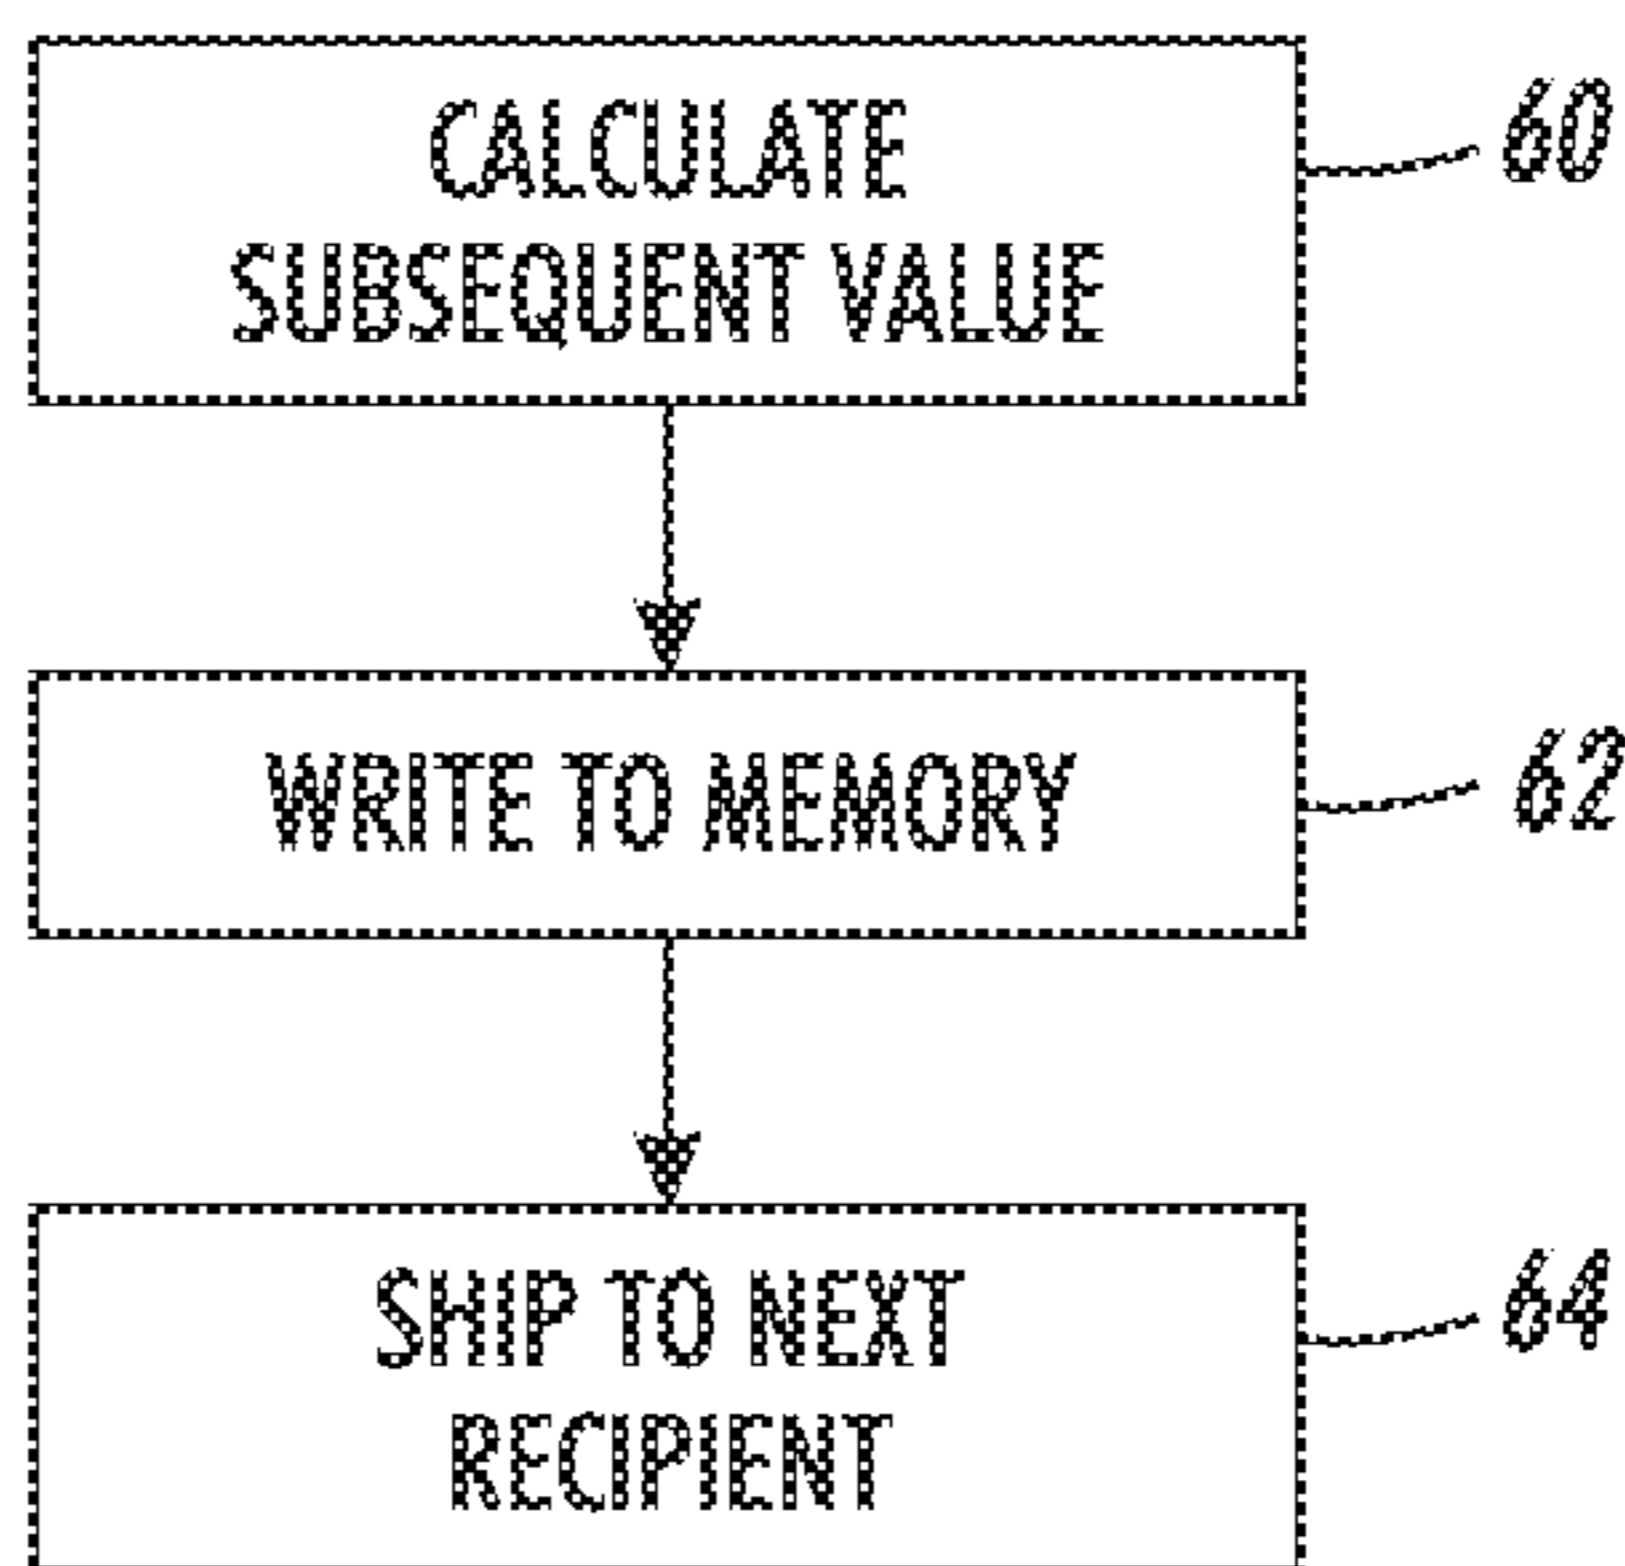 CALCULATE
SUBSEQUENT VALUE
60
WRITE TO MEMORY
62
SHIP TO NEXT
RECIPIENT
64